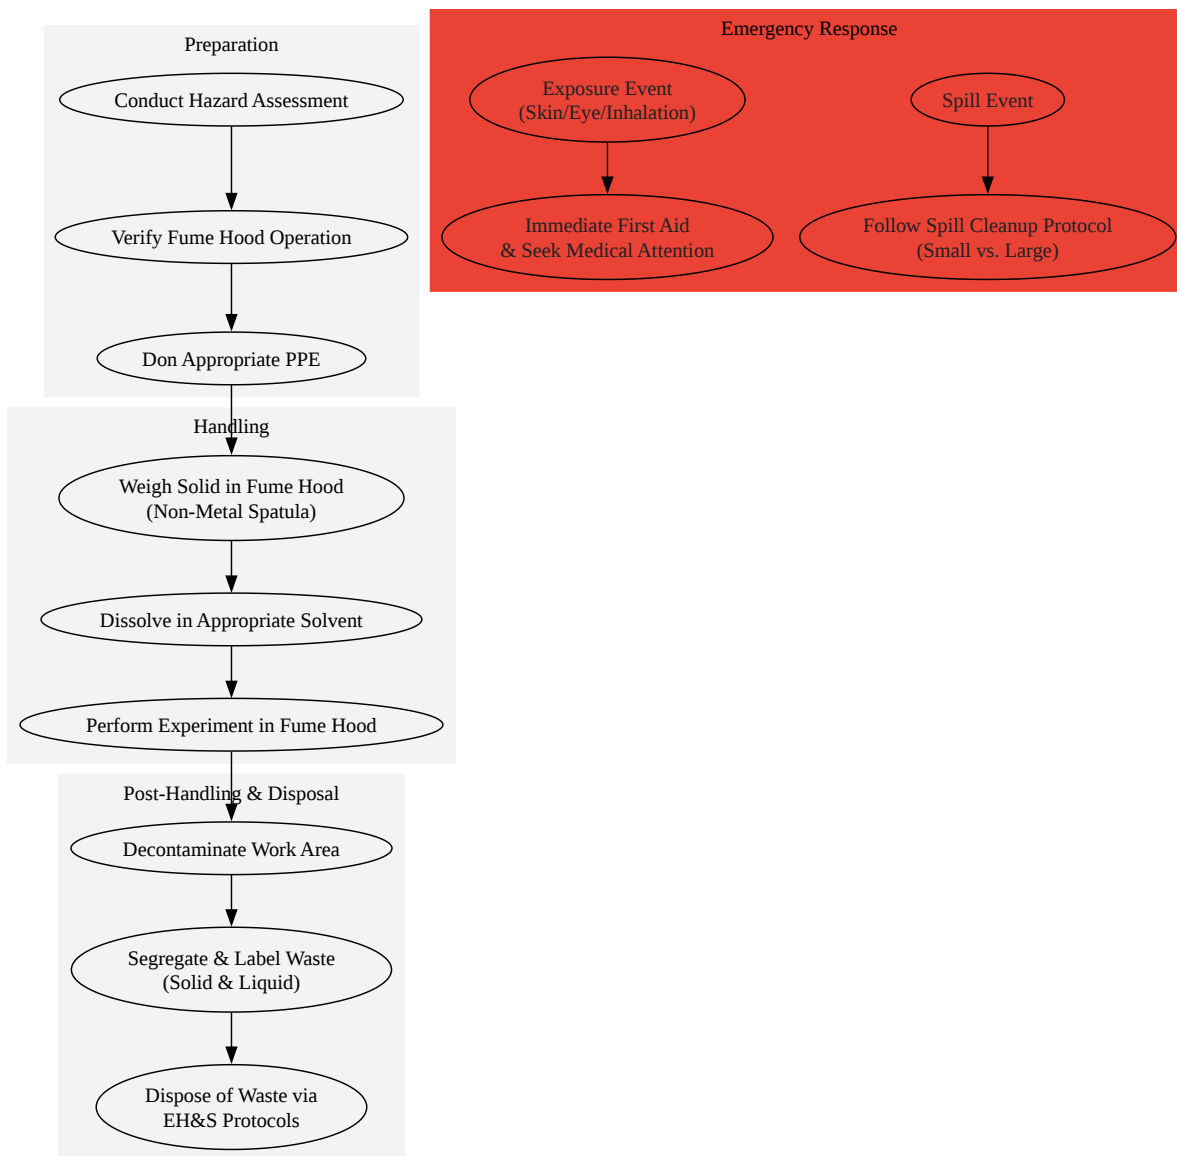 Preparation
Conduct Hazard Assessment
Verify Fume Hood Operation
Don Appropriate PPE
Handling
Weigh Solid in Fume Hood
(Non-Metal Spatula)
Dissolve in Appropriate Solvent
Perform Experiment in Fume Hood
Post-Handling & Disposal
Decontaminate Work Area
Segregate & Label Waste
(Solid & Liquid)
Dispose of Waste via
EH&S Protocols
Emergency Response
Exposure Event
(Skin/Eye/Inhalation)
Immediate First Aid
& Seek Medical Attention
Spill Event
Follow Spill Cleanup Protocol
(Small vs. Large)